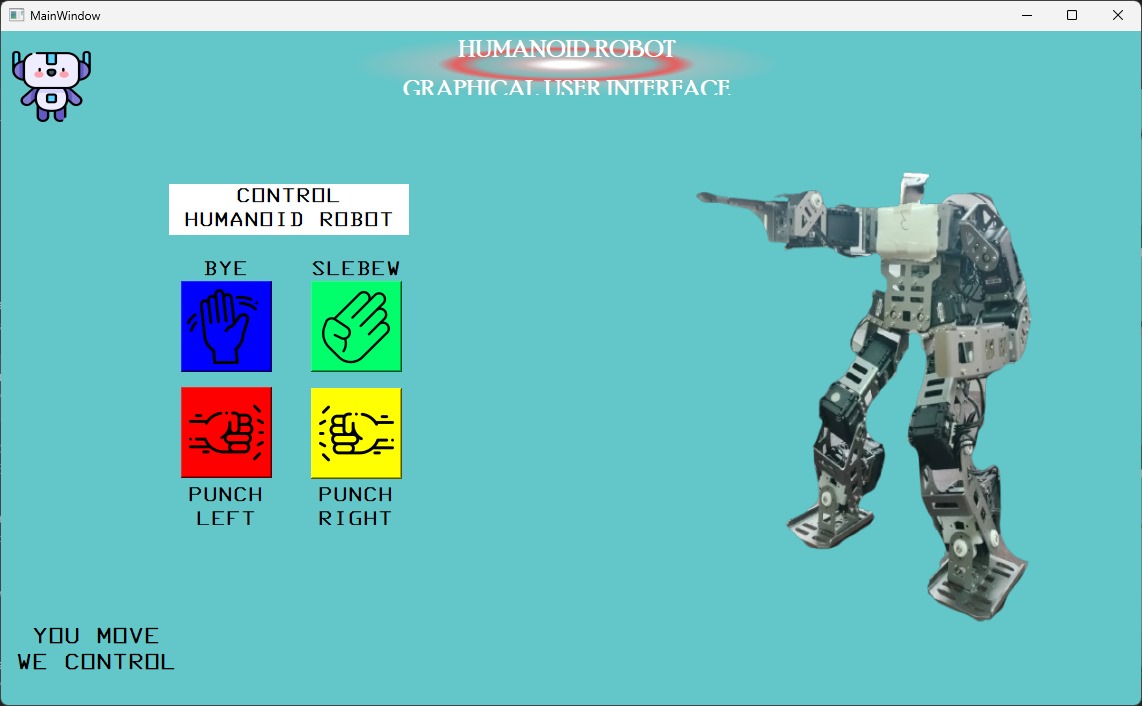 MainWindow
HUMANOID ROBOT
GRAPHICAL USER INTERFACE
CONTROL
HUMANOID ROBOT
BYE
SLEBEW
PUNCH
LEFT
PUNCH
RIGHT
YOU MOVE
WE CONTROL